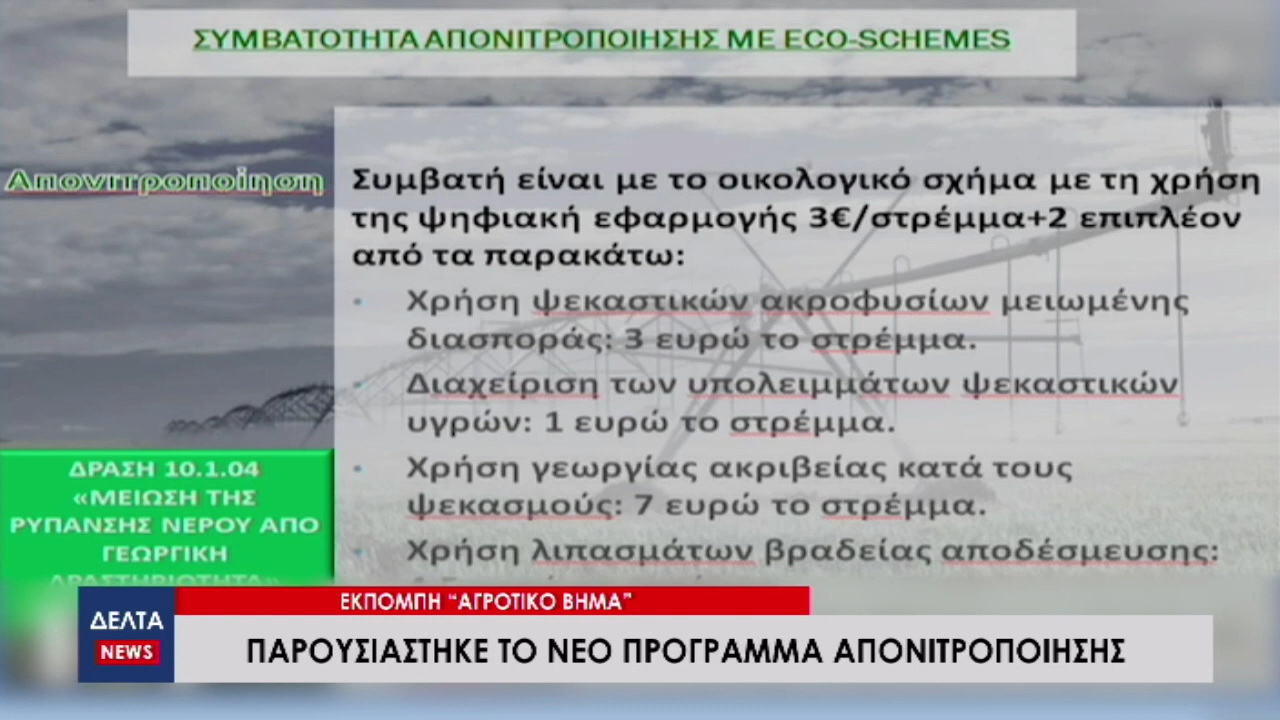 ΣΥΜΒΑΤΟΤΗΤΑ ΑΠΟΝΙΤΡΟΠΟΙΗΣΗΣ ΜΕ ECO-SCHEMES
Απονιτροποίηση
Συμβατή είναι με το οικολογικό σχήμα με τη χρήση
της ψηφιακή εφαρμογής 3€/στρέμμα+2 επιπλέον
από τα παρακάτω:
• Χρήση ψεκαστικών ακροφυσίων μειωμένης
διασποράς: 3 ευρώ το στρέμμα.
• Διαχείριση των υπολειμμάτων ψεκαστικών
υγρών: 1 ευρώ το στρέμμα.
• Χρήση γεωργίας ακριβείας κατά τους
ψεκασμούς: 7 ευρώ το στρέμμα.
• Χρήση λιπασμάτων βραδείας αποδέσμευσης:
ΔΡΑΣΗ 10.1.04
«ΜΕΙΩΣΗ ΤΗΣ
ΡΥΠΑΝΣΗΣ ΝΕΡΟΥ ΑΠΟ
ΓΕΩΡΓΙΚΗ
ΔΡΑΣΤΗΡΙΟΤΗΤΑ»
ΔΕΛΤΑ
NEWS
ΕΚΠΟΜΠΗ “ΑΓΡΟΤΙΚΟ ΒΗΜΑ”
ΠΑΡΟΥΣΙΑΣΤΗΚΕ ΤΟ ΝΕΟ ΠΡΟΓΡΑΜΜΑ ΑΠΟΝΙΤΡΟΠΟΙΗΣΗΣ